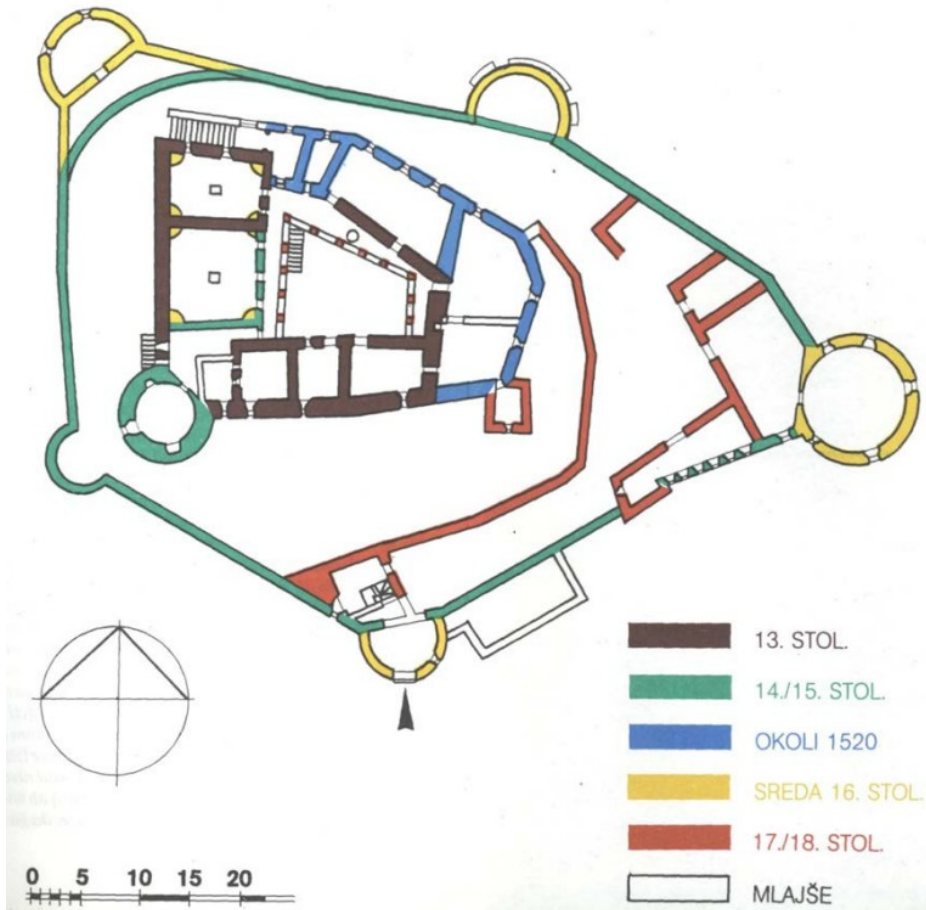 13. STOL.
14./15. STOL.
OKOLI 1520
SREDA 16. STOL.
17./18. STOL.
MLAJŠE
0 5 10 15 20